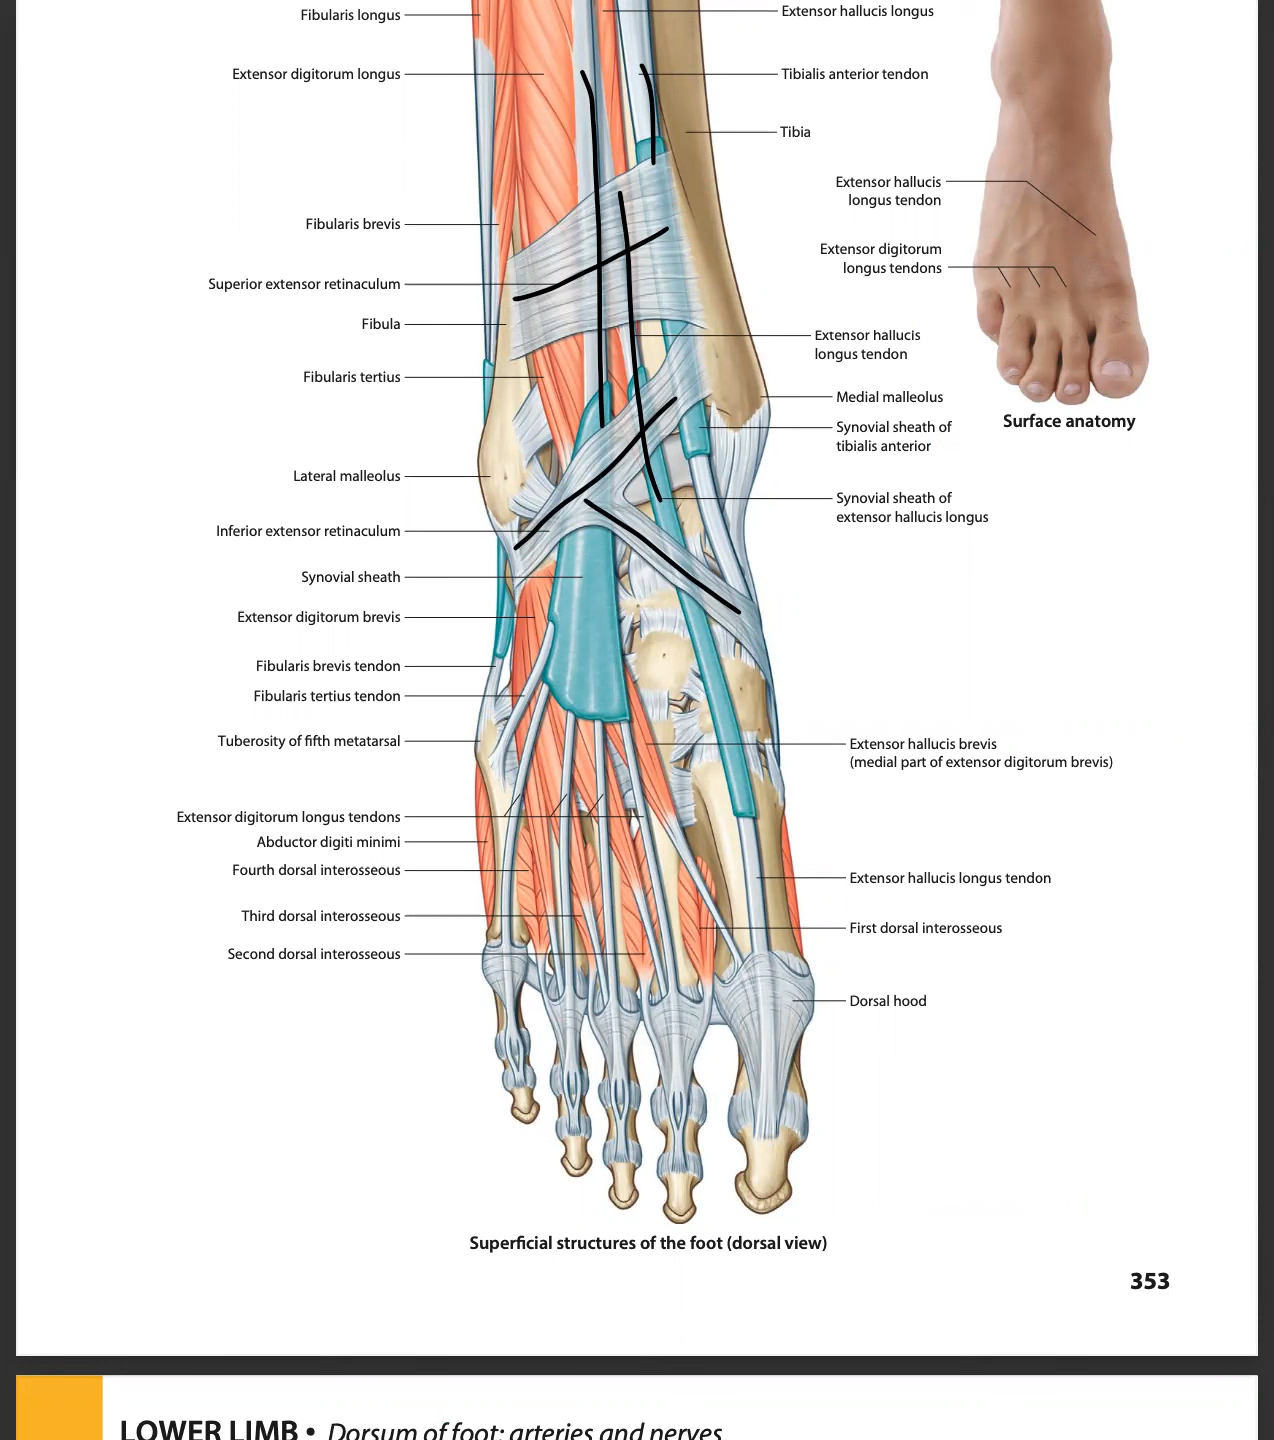 Fibularis longus
Extensor digitorum longus
Fibularis brevis
Superior extensor retinaculum
Fibula
Fibularis tertius
Lateral malleolus
Inferior extensor retinaculum
Synovial sheath
Extensor digitorum brevis
Fibularis brevis tendon
Fibularis tertius tendon
Tuberosity of fifth metatarsal
Extensor digitorum longus tendons
Abductor digiti minimi
Fourth dorsal interosseous
Third dorsal interosseous
Second dorsal interosseous
Extensor hallucis longus
Tibialis anterior tendon
Tibia
Extensor hallucis
longus tendon
Medial malleolus
Synovial sheath of
tibialis anterior
Synovial sheath of
extensor hallucis longus
Extensor hallucis brevis
(medial part of extensor digitorum brevis)
Extensor hallucis longus tendon
First dorsal interosseous
Dorsal hood
Extensor hallucis
longus tendon
Extensor digitorum
longus tendons
Surface anatomy
Superficial structures of the foot (dorsal view)
353
LOWER LIMB • Dorsum of foot: arteries and nerves